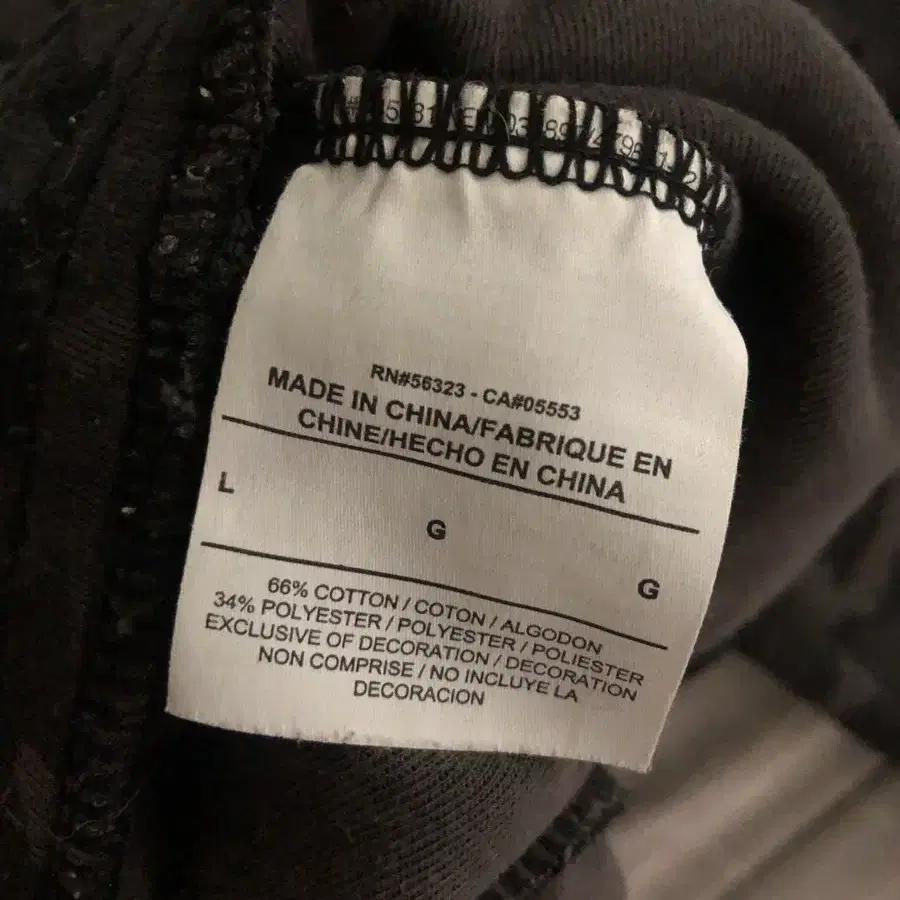 RN#56323 - CA#05553
MADE IN CHINA/FABRIQUE EN
CHINE/HECHO EN CHINA
L G G
66% COTTON / COTON / ALGODON
34% POLYESTER / POLYESTER / POLIESTER
EXCLUSIVE OF DECORATION / DECORATION
NON COMPRISE / NO INCLUYE LA
DECORACION